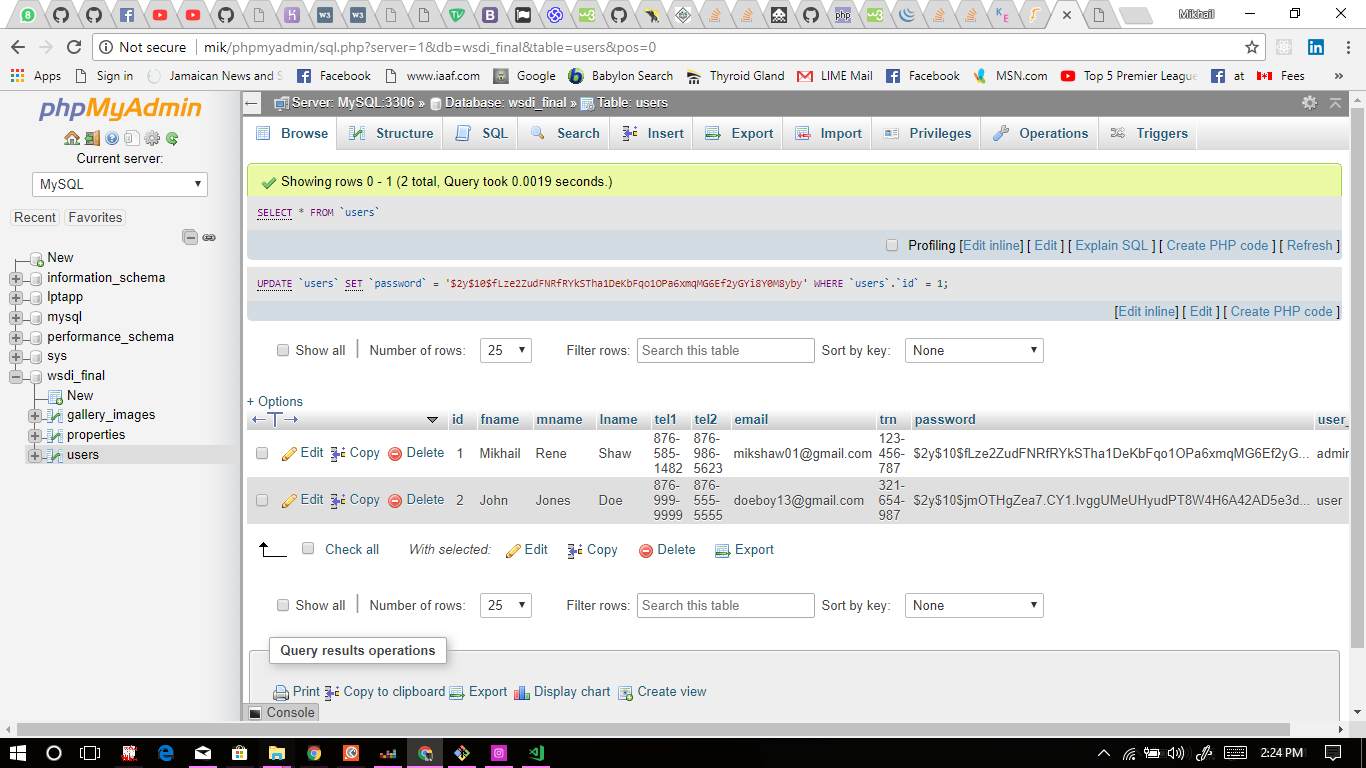 Mikhail
Not secure mik/phpmyadmin/sql.php?server=1&db=wsdi_final&table=users&pos=0
Apps Sign in Jamaican News and S Facebook www.iaaf.com Google Babylon Search Thyroid Gland LIME Mail Facebook MSN.com Top 5 Premier League at Fees »
phpMyAdmin
Current server:
MySQL
Recent Favorites
New
information_schema
lptapp
mysql
performance_schema
sys
wsdi_final
New
gallery_images
properties
users
Server: MySQL:3306 » Database: wsdi_final » Table: users
Browse Structure SQL Search Insert Export Import Privileges Operations Triggers
Showing rows 0 - 1 (2 total, Query took 0.0019 seconds.)
SELECT * FROM `users`
Profiling [Edit inline] [ Edit ] [ Explain SQL ] [ Create PHP code ] [ Refresh ]
UPDATE `users` SET `password` = '$2y$10$fLze2ZudFNRfRYkSTha1DeKbFqo1OPa6xmqMG6Ef2yGYi8Y0M8yby' WHERE `users`.`id` = 1;
[Edit inline] [ Edit ] [ Create PHP code ]
Show all Number of rows: 25 Filter rows: Search this table Sort by key: None
+ Options
id fname mname lname tel1 tel2 email trn password user_
Edit Copy Delete 1 Mikhail Rene Shaw 876-585-1482 876-986-5623 mikshaw01@gmail.com 123-456-787 $2y$10$fLze2ZudFNRfRYkSTha1DeKbFqo1OPa6xmqMG6Ef2yG... admin
Edit Copy Delete 2 John Jones Doe 876-999-9999 876-555-5555 doeboy13@gmail.com 321-654-987 $2y$10$jmOTHgZea7.CY1.lvggUMeUHyudPT8W4H6A42AD5e3d... user
Check all With selected: Edit Copy Delete Export
Show all Number of rows: 25 Filter rows: Search this table Sort by key: None
Query results operations
Print Copy to clipboard Export Display chart Create view
Console
2:24 PM